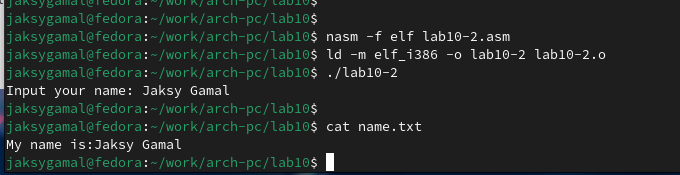 jaksygamal@fedora:~/work/arch-pc/lab10$
jaksygamal@fedora:~/work/arch-pc/lab10$
jaksygamal@fedora:~/work/arch-pc/lab10$ nasm -f elf lab10-2.asm
jaksygamal@fedora:~/work/arch-pc/lab10$ ld -m elf_i386 -o lab10-2 lab10-2.o
jaksygamal@fedora:~/work/arch-pc/lab10$ ./lab10-2
Input your name: Jaksy Gamal
jaksygamal@fedora:~/work/arch-pc/lab10$
jaksygamal@fedora:~/work/arch-pc/lab10$ cat name.txt
My name is:Jaksy Gamal
jaksygamal@fedora:~/work/arch-pc/lab10$